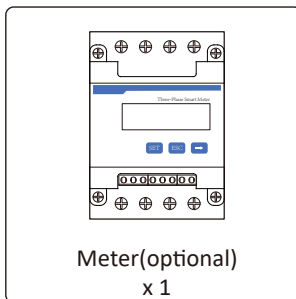 Three-Phase Smart Meter
SET ESC →
Meter(optional)
x 1